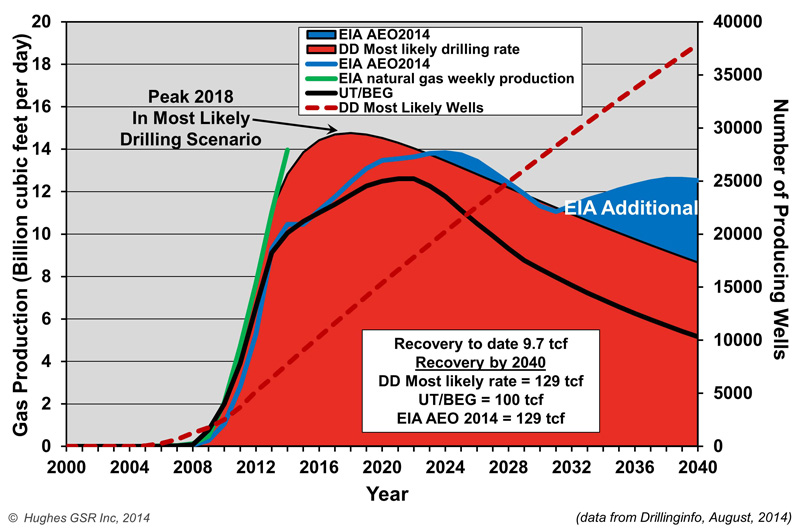 EIA AEO2014
DD Most likely drilling rate
EIA AEO2014
EIA natural gas weekly production
UT/BEG
DD Most Likely Wells
Peak 2018
In Most Likely
Drilling Scenario
EIA Additional
Recovery to date 9.7 tcf
Recovery by 2040
DD Most likely rate = 129 tcf
UT/BEG = 100 tcf
EIA AEO 2014 = 129 tcf
Gas Production (Billion cubic feet per day)
20
18
16
14
12
10
8
6
4
2
0
40000
35000
30000
25000
20000
15000
10000
5000
0
Number of Producing Wells
2000 2004 2008 2012 2016 2020 2024 2028 2032 2036 2040
Year
© Hughes GSR Inc, 2014
(data from Drillinginfo, August, 2014)